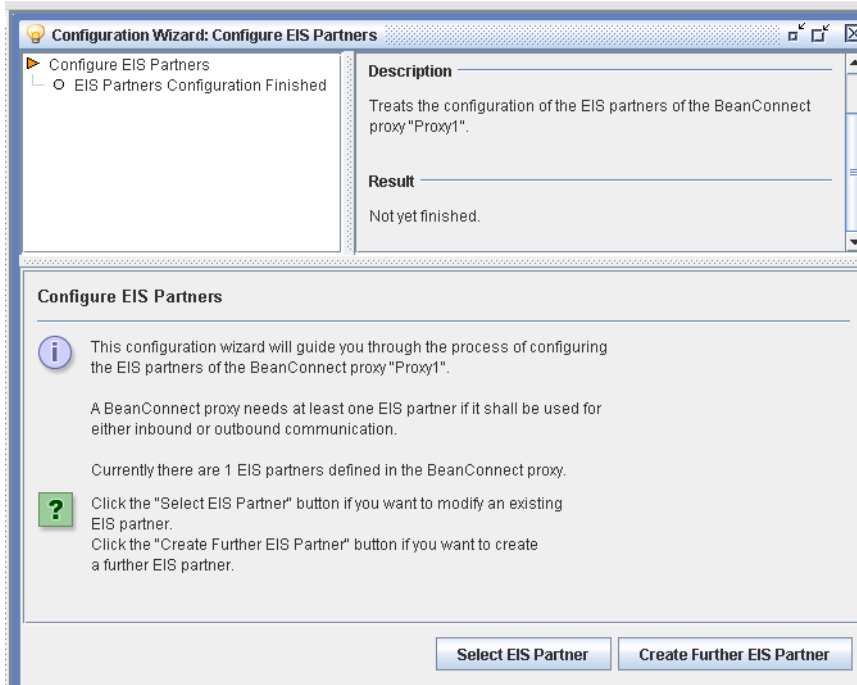 Configuration Wizard: Configure EIS Partners
Configure EIS Partners
EIS Partners Configuration Finished
Description
Treats the configuration of the EIS partners of the BeanConnect
proxy "Proxy1".
Result
Not yet finished.
Configure EIS Partners
i
This configuration wizard will guide you through the process of configuring
the EIS partners of the BeanConnect proxy "Proxy1".
A BeanConnect proxy needs at least one EIS partner if it shall be used for
either inbound or outbound communication.
Currently there are 1 EIS partners defined in the BeanConnect proxy.
?
Click the "Select EIS Partner" button if you want to modify an existing
EIS partner.
Click the "Create Further EIS Partner" button if you want to create
a further EIS partner.
Select EIS Partner
Create Further EIS Partner